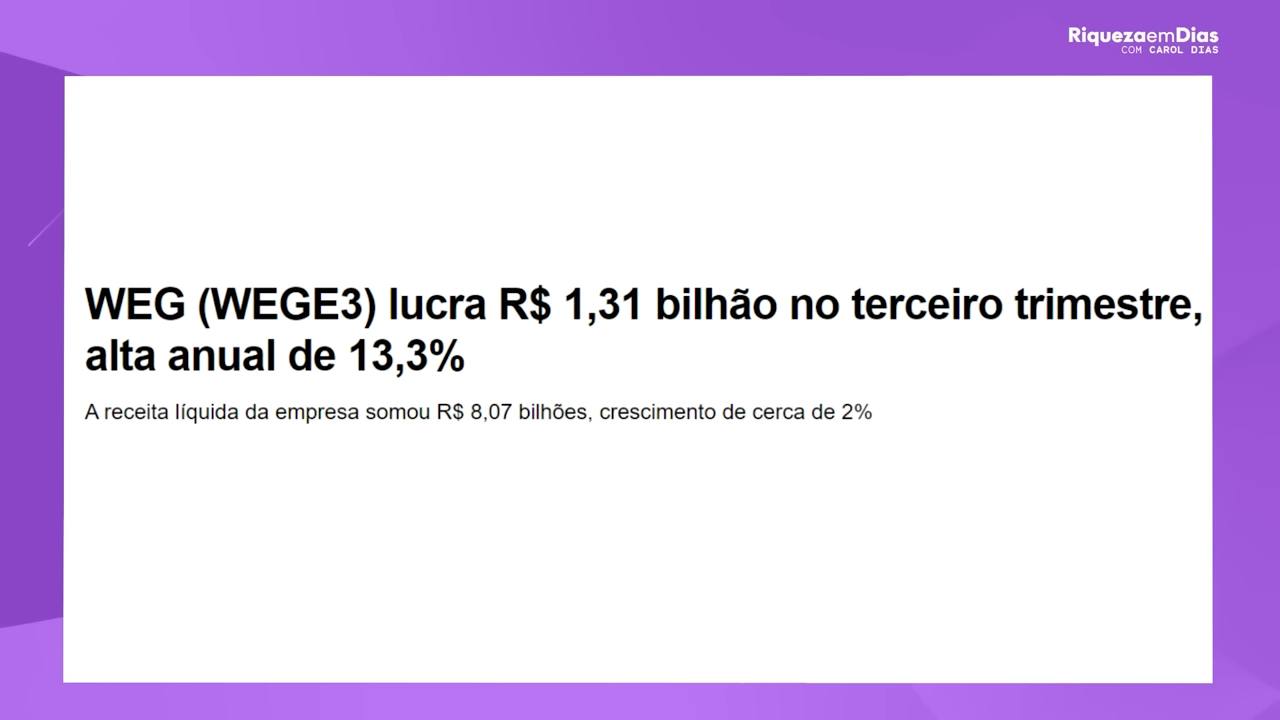 RiquezaemDias
COM CAROL DIAS
WEG (WEGE3) lucra R$ 1,31 bilhão no terceiro trimestre,
alta anual de 13,3%
A receita líquida da empresa somou R$ 8,07 bilhões, crescimento de cerca de 2%